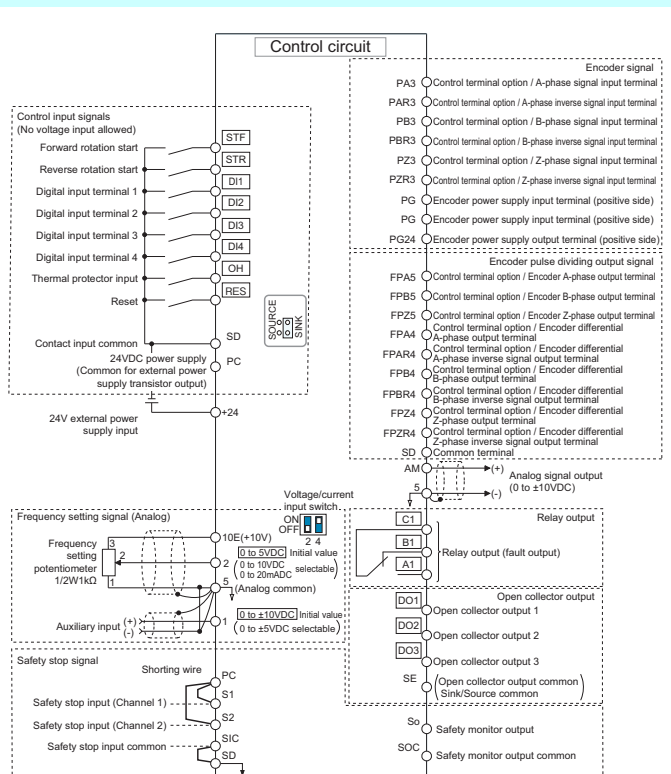 Control circuit
Control input signals
(No voltage input allowed)
Forward rotation start
STF
Reverse rotation start
STR
Digital input terminal 1
DI1
Digital input terminal 2
DI2
Digital input terminal 3
DI3
Digital input terminal 4
DI4
Thermal protector input
OH
Reset
RES
SOURCE
SINK
Contact input common
SD
24VDC power supply
(Common for external power
supply transistor output)
PC
24V external power
supply input
+24
Voltage/current
input switch
ON
OFF
2 4
Frequency setting signal (Analog)
Frequency
setting
potentiometer
1/2W1kΩ
3
2
1
10E(+10V)
2
0 to 5VDC Initial value
0 to 10VDC
0 to 20mADC
selectable
5
(Analog common)
Auxiliary input
(+)
(-)
1
0 to ±10VDC Initial value
(0 to ±5VDC selectable)
Safety stop signal
Shorting wire
PC
Safety stop input (Channel 1)
S1
Safety stop input (Channel 2)
S2
Safety stop input common
SIC
SD
Encoder signal
PA3 Control terminal option / A-phase signal input terminal
PAR3 Control terminal option / A-phase inverse signal input terminal
PB3 Control terminal option / B-phase signal input terminal
PBR3 Control terminal option / B-phase inverse signal input terminal
PZ3 Control terminal option / Z-phase signal input terminal
PZR3 Control terminal option / Z-phase inverse signal input terminal
PG Encoder power supply input terminal (positive side)
PG Encoder power supply input terminal (positive side)
PG24 Encoder power supply output terminal (positive side)
Encoder pulse dividing output signal
FPA5 Control terminal option / Encoder A-phase output terminal
FPB5 Control terminal option / Encoder B-phase output terminal
FPZ5 Control terminal option / Encoder Z-phase output terminal
FPA4 Control terminal option / Encoder differential
A-phase output terminal
FPAR4 Control terminal option / Encoder differential
A-phase inverse signal output terminal
FPB4 Control terminal option / Encoder differential
B-phase output terminal
FPBR4 Control terminal option / Encoder differential
B-phase inverse signal output terminal
FPZ4 Control terminal option / Encoder differential
Z-phase output terminal
FPZR4 Control terminal option / Encoder differential
Z-phase inverse signal output terminal
SD Common terminal
AM
(+)
Analog signal output
(0 to ±10VDC)
5
(-)
Relay output
C1
B1
A1
Relay output (fault output)
Open collector output
DO1
Open collector output 1
DO2
Open collector output 2
DO3
Open collector output 3
SE
(Open collector output common
Sink/Source common)
So
Safety monitor output
SOC
Safety monitor output common